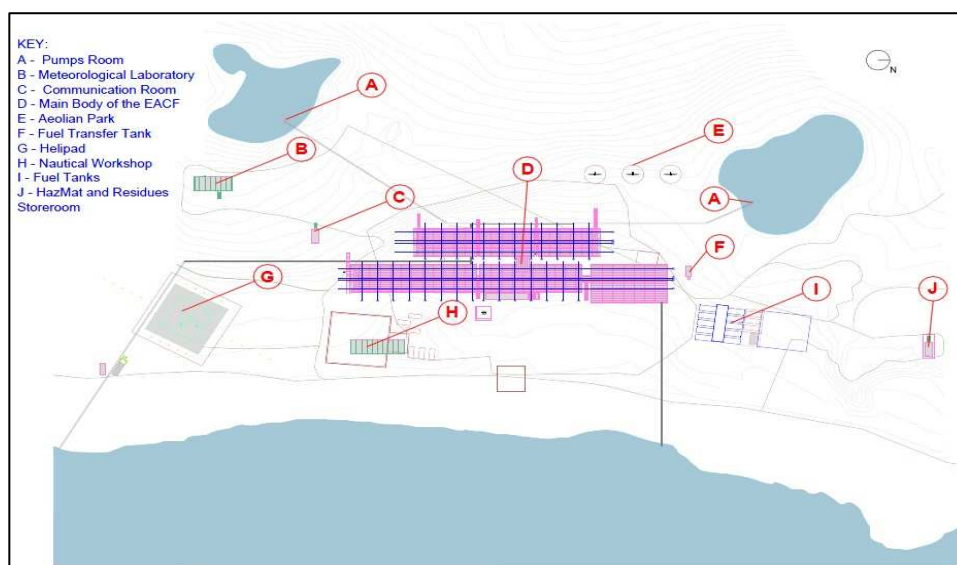 KEY:
A - Pumps Room
B - Meteorological Laboratory
C - Communication Room
D - Main Body of the EACF
E - Aeolian Park
F - Fuel Transfer Tank
G - Helipad
H - Nautical Workshop
I - Fuel Tanks
J - HazMat and Residues
Storeroom
N
A
E
B
D
C
A
F
G
I
J
H